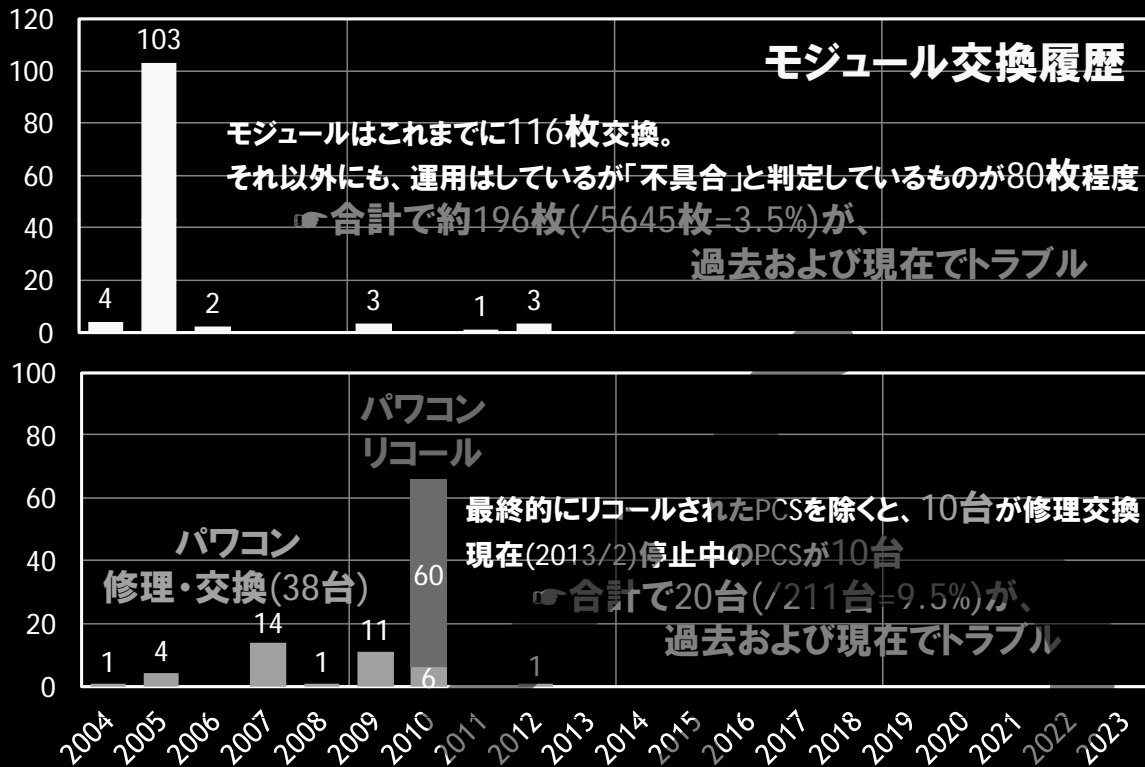 モジュール交換履歴
120
100
80
60
40
20
0
103
4
2
3
1
3
モジュールはこれまでに116枚交換。
それ以外にも、運用はしているが「不具合」と判定しているものが80枚程度
☞合計で約196枚(/5645枚=3.5%)が、
過去および現在でトラブル
100
80
60
40
20
0
パワコン
リコール
パワコン
修理・交換(38台)
最終的にリコールされたPCSを除くと、10台が修理交換
現在(2013/2)停止中のPCSが10台
☞合計で20台(/211台=9.5%)が、
過去および現在でトラブル
1
4
14
1
11
60
6
1
2004 2005 2006 2007 2008 2009 2010 2011 2012 2013 2014 2015 2016 2017 2018 2019 2020 2021 2022 2023